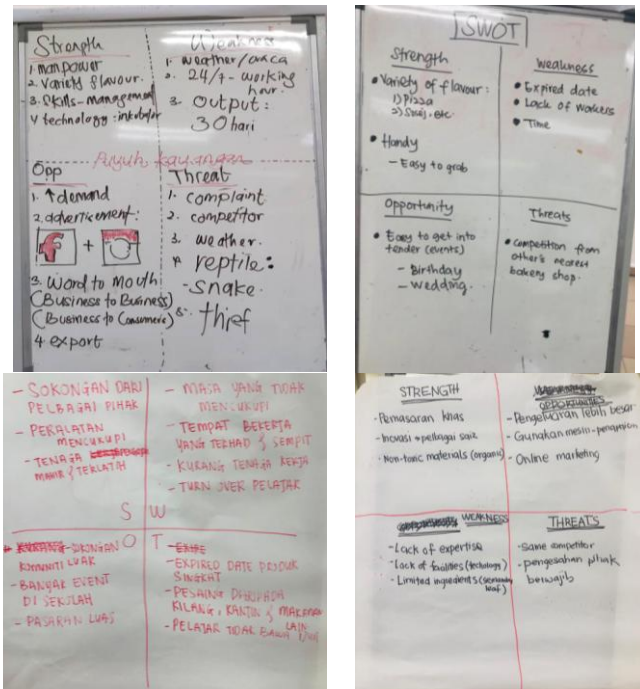 Strength
1. manpower
2. variety flavour.
3. skills-management
4 technology: inkubator
Weakness
1. weather/cuaca
2. 24/7 - working
hour.
3. output:
30 hari
Puyuh kayangan
Opp
1. ↑ demand
2. advertisement:
f +
3. Word to mouth
(Business to Business)
(Business to Consumer)
4 export
Threat
1. complaint
2. competitor
3. weather.
4. reptile:
- snake.
5. thief
SWOT
Strength
• Variety of flavour:
1) Pizza
2) etc
• Handy
- Easy to grab
Weakness
• Expired date
• Lack of workers
• Time
Opportunity
• Easy to get into
tender (events)
- Birthday
- Wedding
Threats
• Competition from
other's nearest
bakery shop.
- SOKONGAN DARI
PELBAGAI PIHAK
- PERALATAN
MENCUKUPI
- TENAGA
MAHIR & TERLATIH
S
- MASA YANG TIDAK
MENCUKUPI
- TEMPAT BEKERJA
YANG TERHAD & SEMPIT
- KURANG TENAGA KERJA
- TURN OVER PELAJAR
W
O
- SOKONGAN
KOMUNITI LUAR
- BANYAK EVENT
DI SEKOLAH
- PASARAN LUAS
T
- EXPIRED DATE PRODUK
SINGKAT
- PESAING DARIPADA
KILANG, KANTIN & MAKANAN
LAIN
- PELAJAR TIDAK BAWA
STRENGTH
- Pemasaran khas
- Inovasi pelbagai saiz
- Non-toxic materials (organic)
OPPORTUNITIES
- Pengeluaran lebih besar
- Gunakan mesin
- Online marketing
WEAKNESS
- Lack of expertise
- Lack of facilities (technology)
- Limited ingredients (leaf)
THREATS
- Same competitor
- pengesahan pihak
berwajib